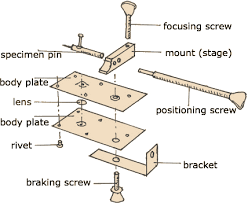 focusing screw
specimen pin
mount (stage)
body plate
lens
positioning screw
body plate
rivet
bracket
braking screw